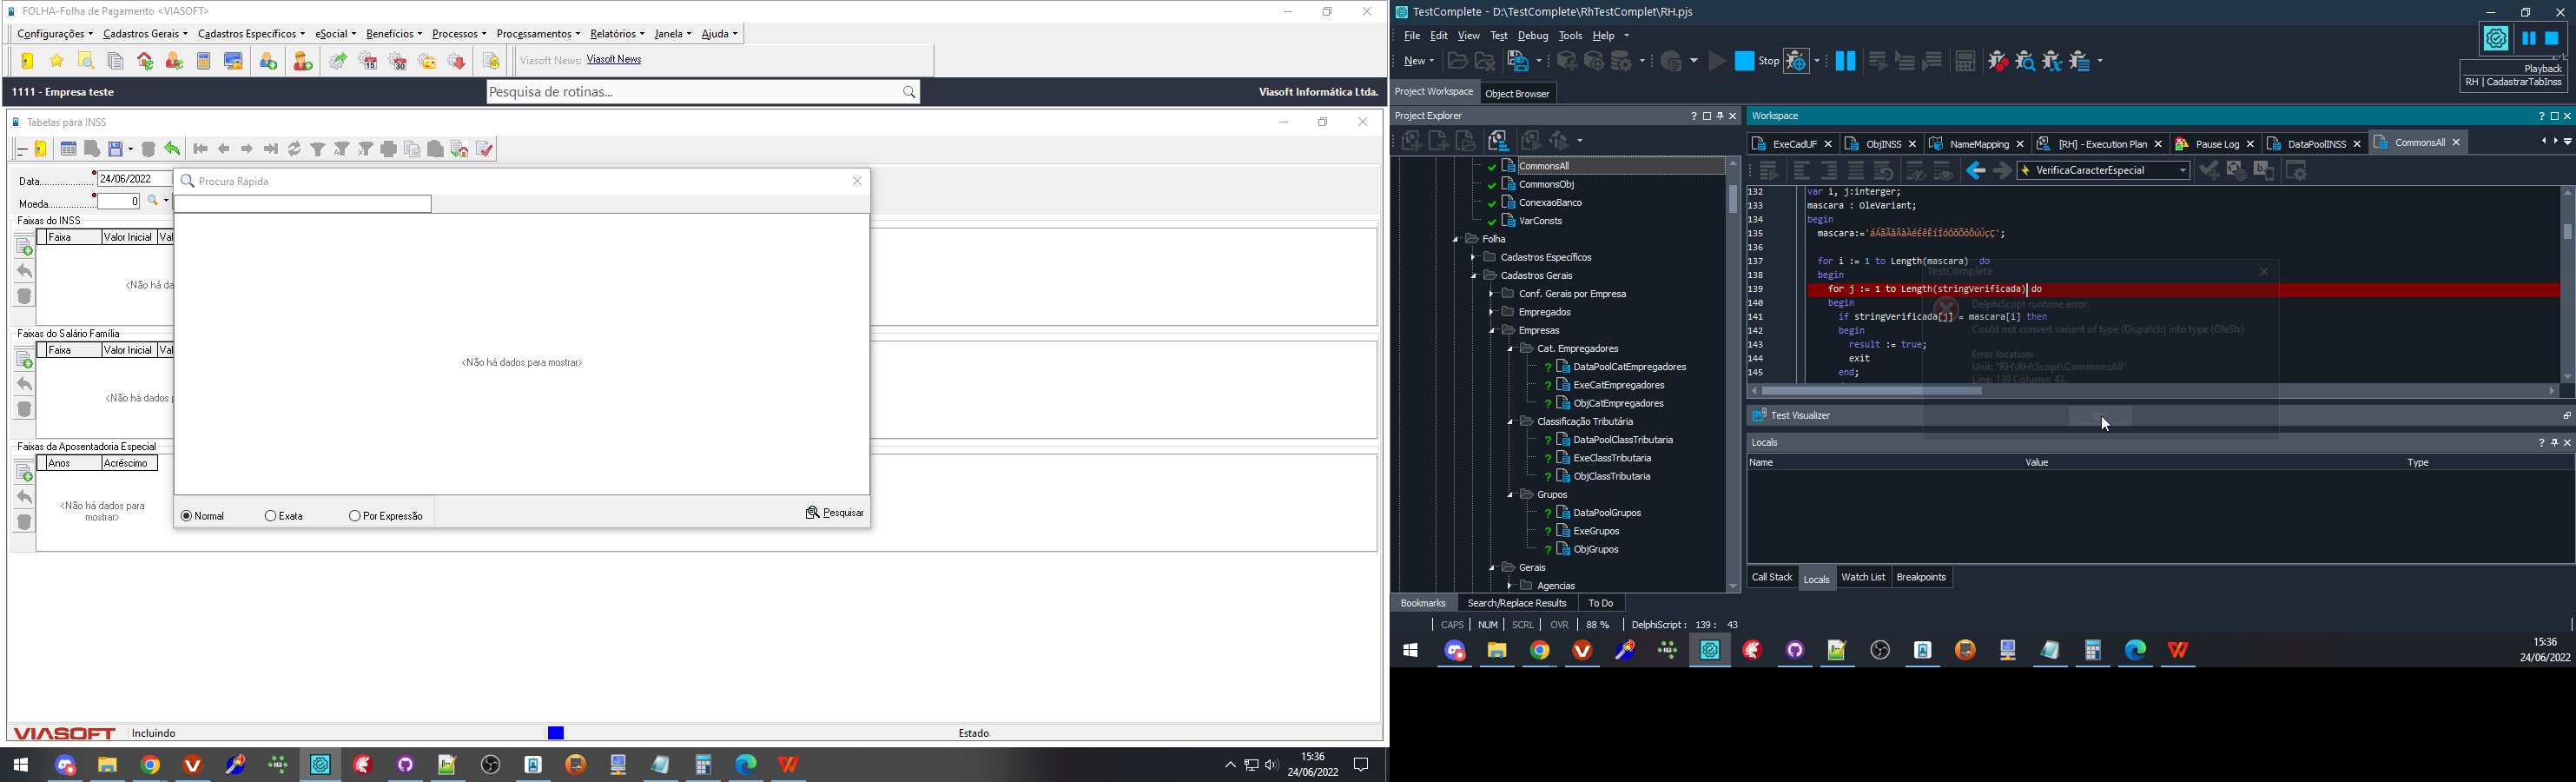 FOLHA-Folha de Pagamento <VIASOFT>
Configurações Cadastros Gerais Cadastros Específicos eSocial Benefícios Processos Processamentos Relatórios Janela Ajuda
15 30 Viasoft News: Viasoft News
1111 - Empresa teste Pesquisa de rotinas... Viasoft Informática Ltda.
Tabelas para INSS
Data 24/06/2022
Moeda 0
Faixas do INSS
Faixa Valor Inicial Val
<Não há da
Faixas do Salário Família
Faixa Valor Inicial Val
<Não há dados p
Faixas da Aposentadoria Especial
Anos Acréscimo
<Não há dados para
mostrar>
Procura Rápida
<Não há dados para mostrar>
Normal Exata Por Expressão Pesquisar
VIASOFT Incluindo Estado
15:36
24/06/2022
TestComplete - D:\TestComplete\RhTestComplet\RH.pjs
File Edit View Test Debug Tools Help
New Stop
Playback
RH | CadastrarTabInss
Project Workspace Object Browser
Project Explorer
CommonsAll
CommonsObj
ConexaoBanco
VarConsts
Folha
Cadastros Específicos
Cadastros Gerais
Conf. Gerais por Empresa
Empregados
Empresas
Cat. Empregadores
DataPoolCatEmpregadores
ExeCatEmpregadores
ObjCatEmpregadores
Classificação Tributária
DataPoolClassTributaria
ExeClassTributaria
ObjClassTributaria
Grupos
DataPoolGrupos
ExeGrupos
ObjGrupos
Gerais
Agencias
Bookmarks Search/Replace Results To Do
Workspace
ExeCadUF ObjINSS NameMapping [RH] - Execution Plan Pause Log DataPoolINSS CommonsAll
VerificaCaracterEspecial
132 var i, j:interger;
133 mascara : OleVariant;
134 begin
135
136
137 for i := 1 to Length(mascara) do
138 begin
139 for j := 1 to Length(stringVerificada) do
140 begin
141 if stringVerificada[j] = mascara[i] then
142 begin
143 result := true;
144 exit
145 end;
TestComplete
DelphiScript runtime error.
Could not convert variant of type (Dispatch) into type (OleStr)
Error location:
Unit: "RH\RH\Script\CommonsAll"
Line: 139 Column: 43.
Test Visualizer
Locals
Name Value Type
Call Stack Locals Watch List Breakpoints
CAPS NUM SCRL OVR 88 % DelphiScript: 139: 43
15:36
24/06/2022